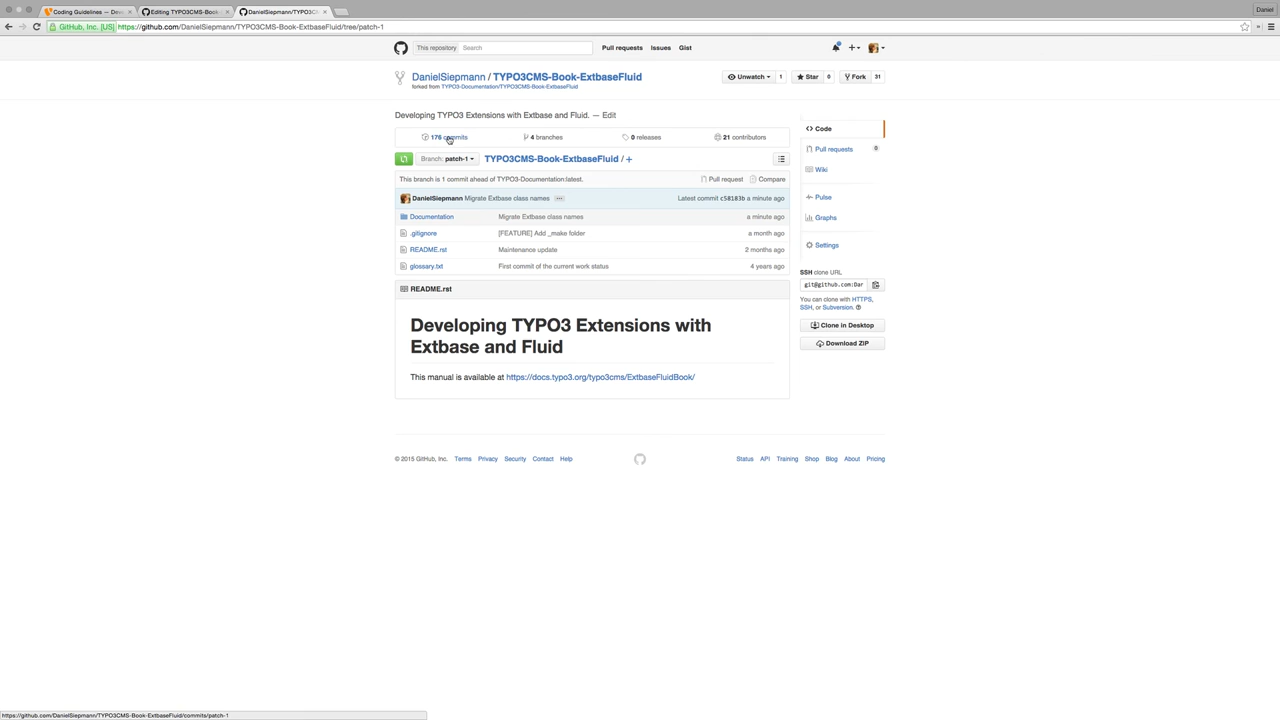 Coding Guidelines — Deve
Editing TYPO3CMS-Book-
DanielSiepmann/TYPO3C
Daniel
GitHub, Inc. [US] https://github.com/DanielSiepmann/TYPO3CMS-Book-ExtbaseFluid/tree/patch-1
This repository Search Pull requests Issues Gist
DanielSiepmann / TYPO3CMS-Book-ExtbaseFluid
forked from TYPO3-Documentation/TYPO3CMS-Book-ExtbaseFluid
Unwatch 1 Star 0 Fork 31
Developing TYPO3 Extensions with Extbase and Fluid. — Edit
176 commits 4 branches 0 releases 21 contributors
Branch: patch-1 TYPO3CMS-Book-ExtbaseFluid / +
This branch is 1 commit ahead of TYPO3-Documentation:latest. Pull request Compare
DanielSiepmann Migrate Extbase class names Latest commit c58183b a minute ago
Documentation Migrate Extbase class names a minute ago
.gitignore [FEATURE] Add _make folder a month ago
README.rst Maintenance update 2 months ago
glossary.txt First commit of the current work status 4 years ago
README.rst
Developing TYPO3 Extensions with
Extbase and Fluid
This manual is available at https://docs.typo3.org/typo3cms/ExtbaseFluidBook/
Code
Pull requests 0
Wiki
Pulse
Graphs
Settings
SSH clone URL
git@github.com:Dar
You can clone with HTTPS,
SSH, or Subversion.
Clone in Desktop
Download ZIP
© 2015 GitHub, Inc. Terms Privacy Security Contact Help
Status API Training Shop Blog About Pricing
https://github.com/DanielSiepmann/TYPO3CMS-Book-ExtbaseFluid/commits/patch-1